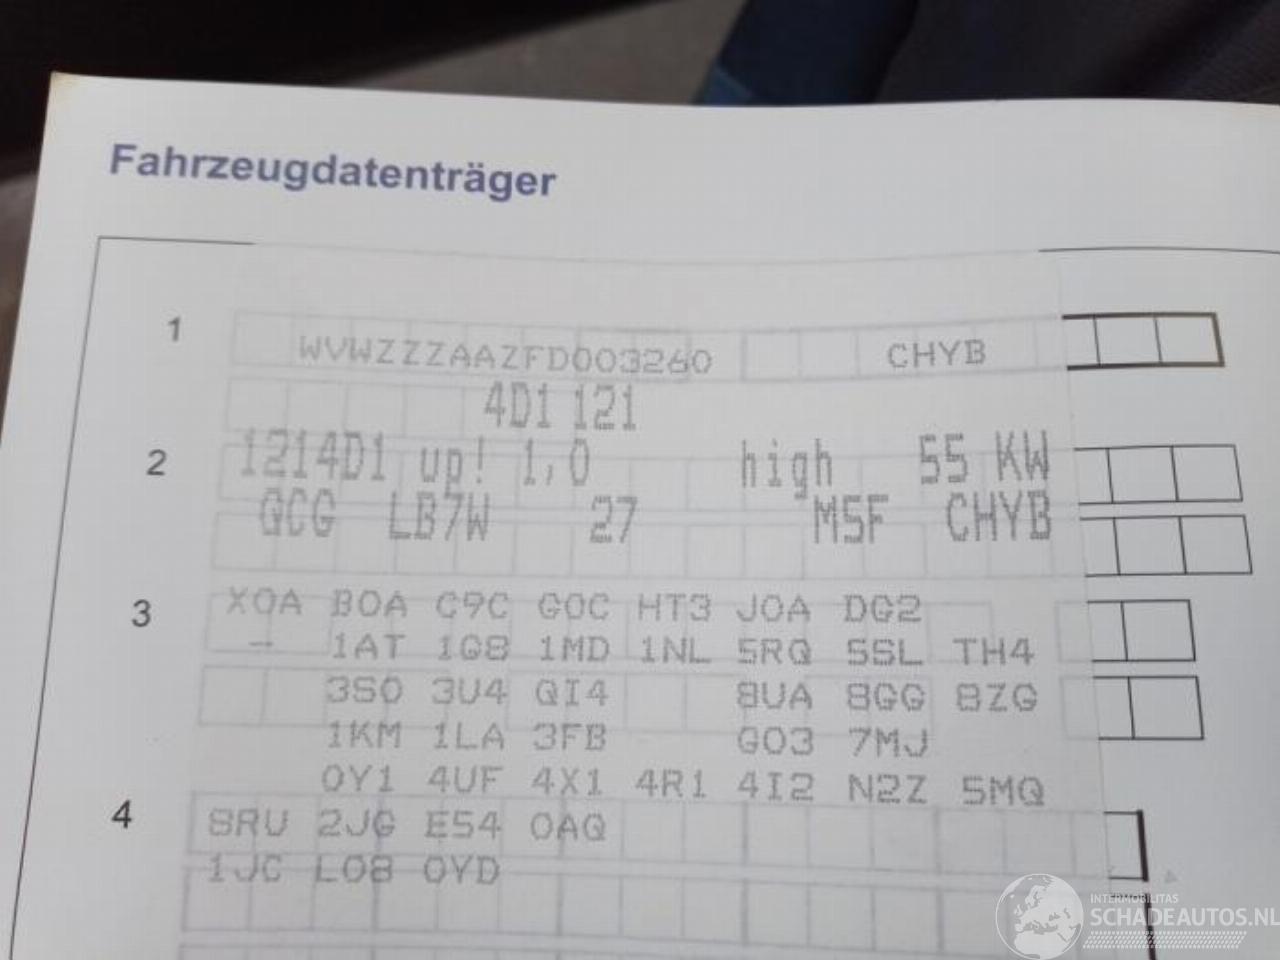 Fahrzeugdatenträger
1 WVWZZZAAZFD003260 CHYB
4D1 121
2 1214D1 up! 1,0 high 55 KW
QCG LB7W 27 M5F CHYB
3 X0A B0A C9C G0C HT3 J0A DG2
- 1AT 1G8 1MD 1NL 5RQ 5SL TH4
3S0 3U4 QI4 8UA 8GG 8ZG
1KM 1LA 3FB G03 7MJ
0Y1 4UF 4X1 4R1 4I2 N2Z 5MQ
4 8RU 2JG E54 0AQ
1JC L08 0YD
INTERMOBILITAS
SCHADEAUTOS.NL